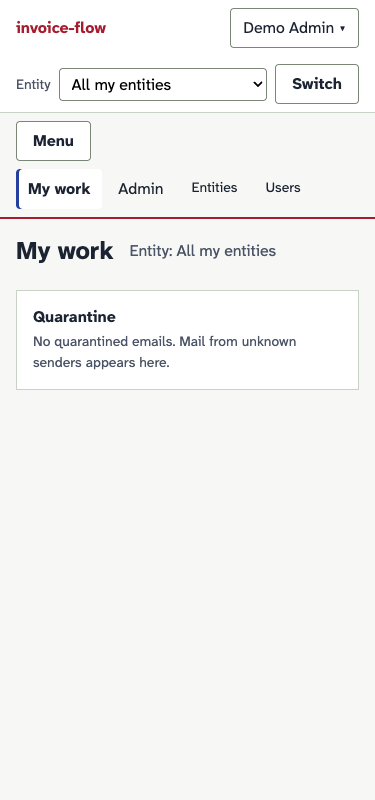 invoice-flow
Demo Admin ▾
Entity All my entities Switch
Menu
My work Admin Entities Users
My work Entity: All my entities
Quarantine
No quarantined emails. Mail from unknown
senders appears here.